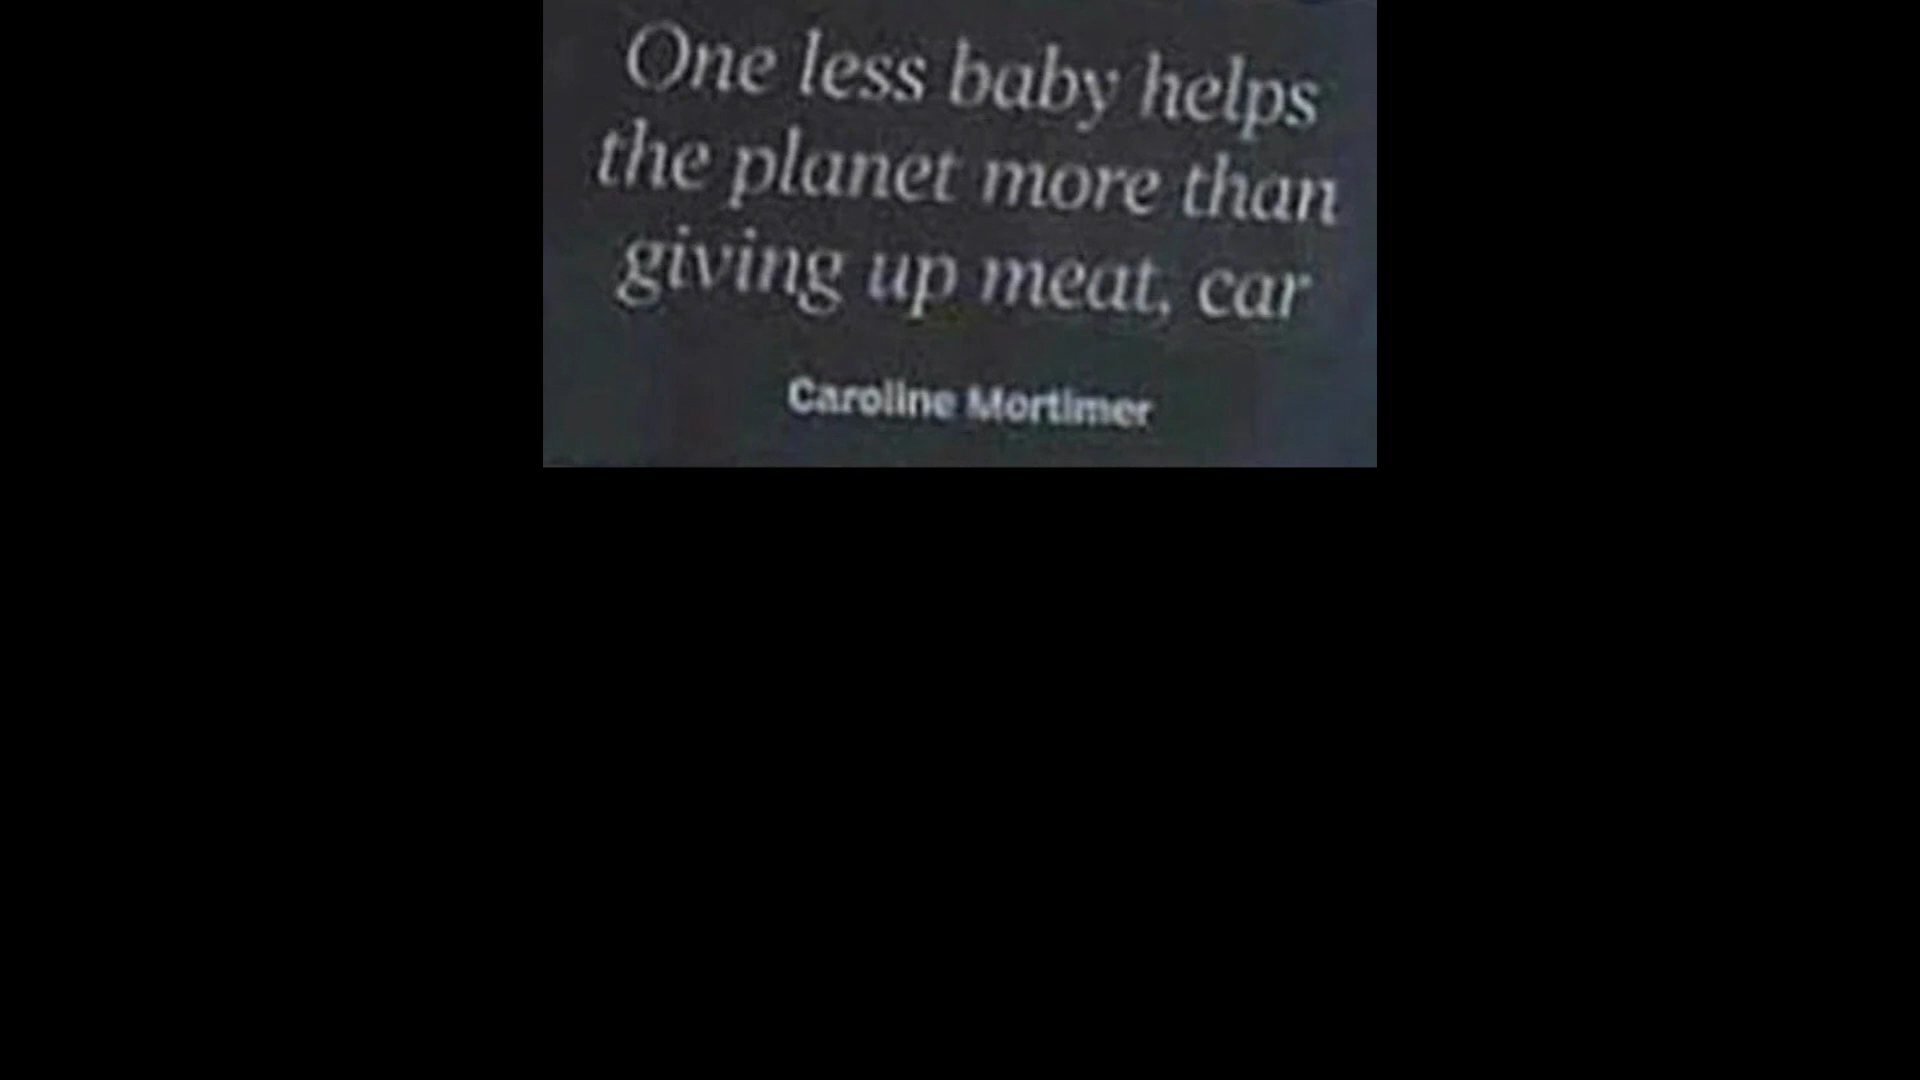 One less baby helps
the planet more than
giving up meat, car
Caroline Mortimer